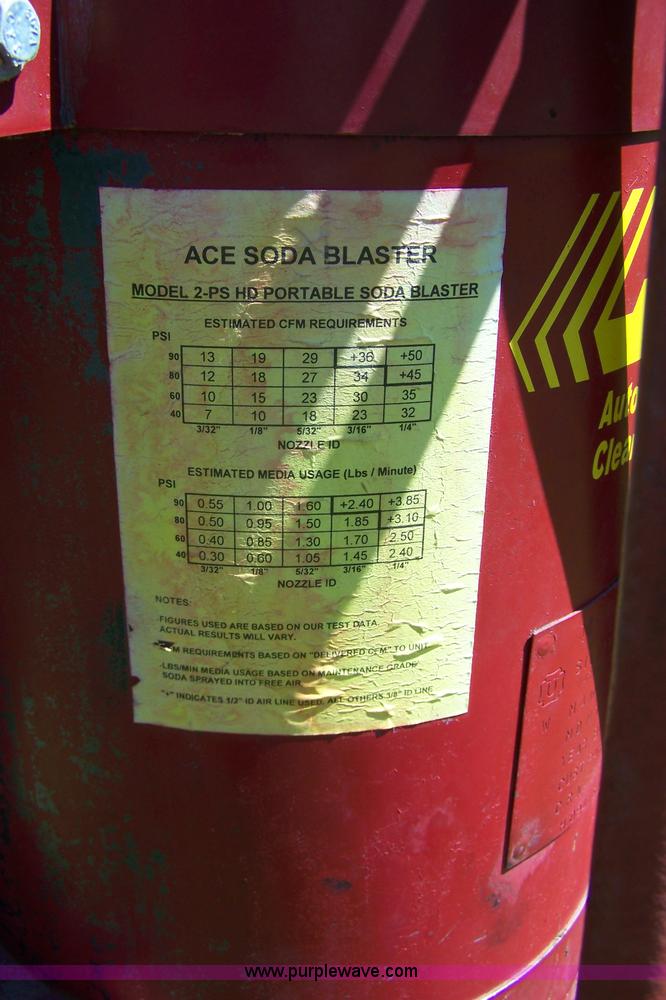 ACE SODA BLASTER
MODEL 2-PS HD PORTABLE SODA BLASTER
ESTIMATED CFM REQUIREMENTS
PSI
90 13 19 29 +36 +50
80 12 18 27 34 +45
60 10 15 23 30 35
40 7 10 18 23 32
3/32" 1/8" 5/32" 3/16" 1/4"
NOZZLE ID
ESTIMATED MEDIA USAGE (Lbs / Minute)
PSI
90 0.55 1.00 1.60 +2.40 +3.85
80 0.50 0.95 1.50 1.85 +3.10
60 0.40 0.85 1.30 1.70 2.50
40 0.30 0.60 1.05 1.45 2.40
3/32" 1/8" 5/32" 3/16" 1/4"
NOZZLE ID
NOTES:
FIGURES USED ARE BASED ON OUR TEST DATA
ACTUAL RESULTS WILL VARY.
REQUIREMENTS BASED ON "DELIVERED CFM" TO UNIT
LBS/MIN MEDIA USAGE BASED ON MAINTENANCE GRADE
SODA SPRAYED INTO FREE AIR
"+" INDICATES 1/2" ID AIR LINE USED. ALL OTHERS 3/8" ID LINE
Auto
Clea
www.purplewave.com